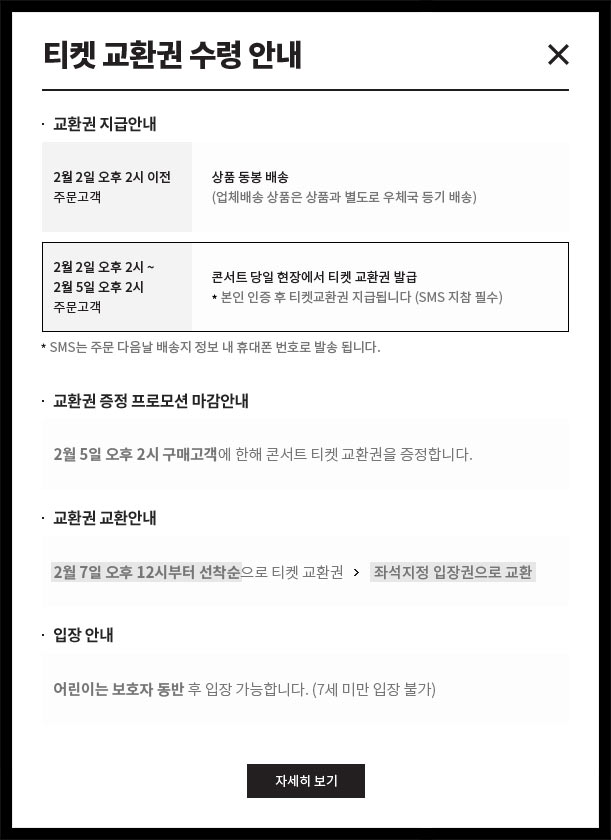 티켓 교환권 수령 안내
· 교환권 지급안내
2월 2일 오후 2시 이전
주문고객
상품 동봉 배송
(업체배송 상품은 상품과 별도로 우체국 등기 배송)
2월 2일 오후 2시 ~
2월 5일 오후 2시
주문고객
콘서트 당일 현장에서 티켓 교환권 발급
* 본인 인증 후 티켓교환권 지급됩니다 (SMS 지참 필수)
* SMS는 주문 다음날 배송지 정보 내 휴대폰 번호로 발송 됩니다.
· 교환권 증정 프로모션 마감안내
2월 5일 오후 2시 구매고객에 한해 콘서트 티켓 교환권을 증정합니다.
· 교환권 교환안내
2월 7일 오후 12시부터 선착순으로 티켓 교환권 > 좌석지정 입장권으로 교환
· 입장 안내
어린이는 보호자 동반 후 입장 가능합니다. (7세 미만 입장 불가)
자세히 보기